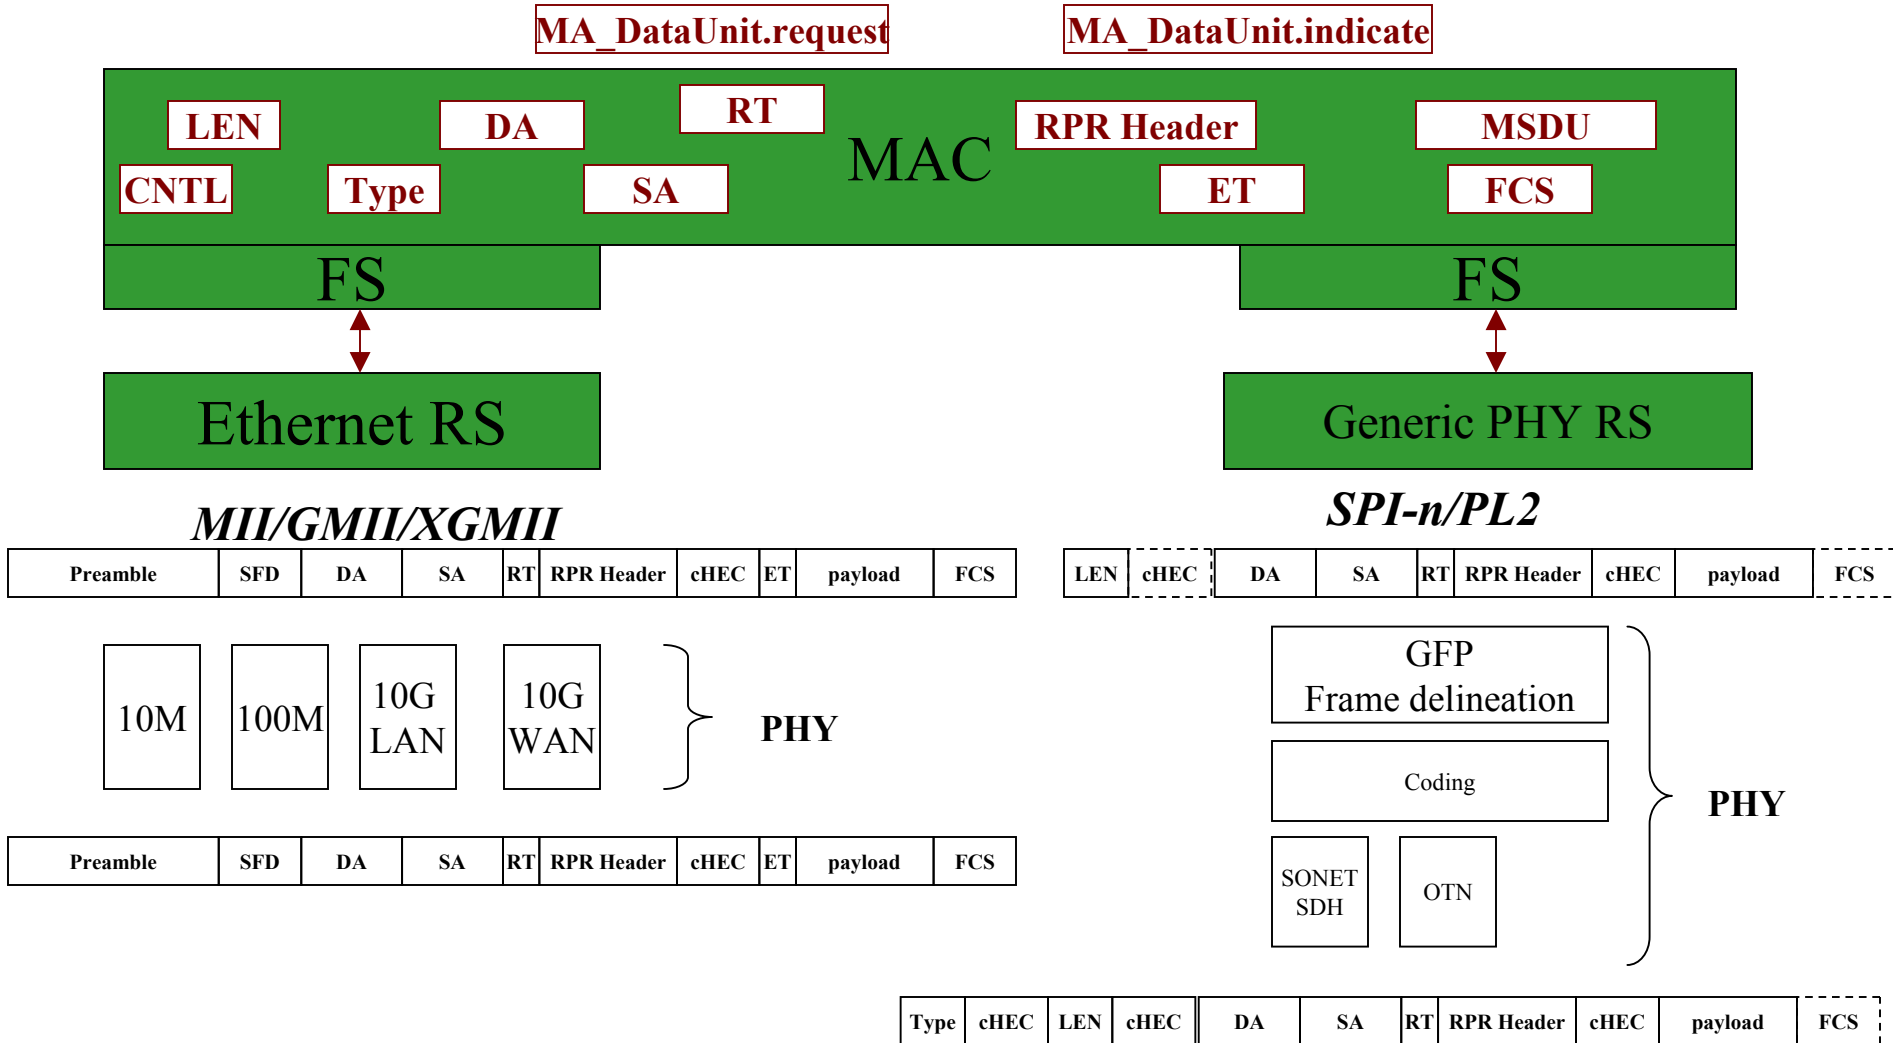 MA_DataUnit.request
MA_DataUnit.indicate
LEN
DA
RT
MAC
RPR Header
MSDU
CNTL
Type
SA
ET
FCS
FS
FS
Ethernet RS
Generic PHY RS
MII/GMII/XGMII
SPI-n/PL2
Preamble SFD DA SA RT RPR Header cHEC ET payload FCS
LEN cHEC DA SA RT RPR Header cHEC payload FCS
10M
100M
10G
LAN
10G
WAN
PHY
GFP
Frame delineation
Coding
SONET
SDH
OTN
PHY
Preamble SFD DA SA RT RPR Header cHEC ET payload FCS
Type cHEC LEN cHEC DA SA RT RPR Header cHEC payload FCS